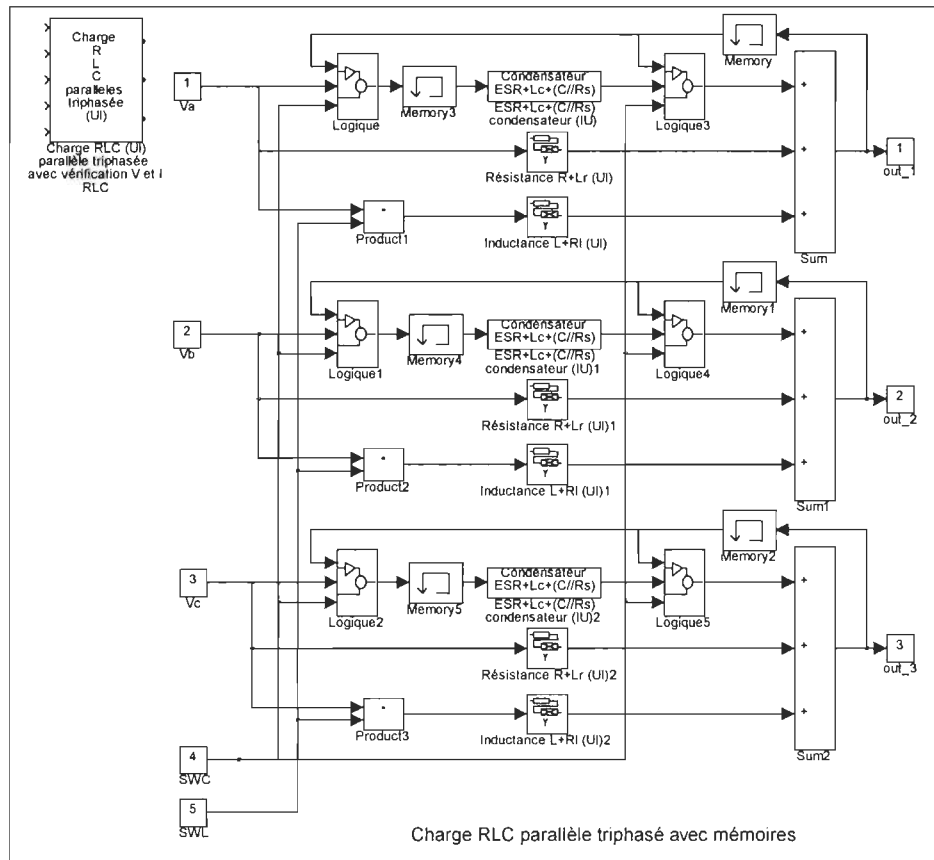 Charge
R
L
C
paralleles
triphasée
(UI)
Charge RLC (UI)
parallèle triphasée
avec vérification V et I
RLC
1
Va
Logique
Memory3
Condensateur
ESR+Lc+(C//Rs)
ESR+Lc+(C//Rs)
condensateur (IU)
Logique3
Memory
+
+
+
Sum
1
out_1
Y
Résistance R+Lr (UI)
Product1
Y
Inductance L+Rl (UI)
2
Vb
Logique1
Memory4
Condensateur
ESR+Lc+(C//Rs)
ESR+Lc+(C//Rs)
condensateur (IU)1
Logique4
Memory1
+
+
+
Sum1
2
out_2
Y
Résistance R+Lr (UI)1
Product2
Y
Inductance L+Rl (UI)1
3
Vc
Logique2
Memory5
Condensateur
ESR+Lc+(C//Rs)
ESR+Lc+(C//Rs)
condensateur (IU)2
Logique5
Memory2
+
+
+
Sum2
3
out_3
Y
Résistance R+Lr (UI)2
Product3
Y
Inductance L+Rl (UI)2
4
SWC
5
SWL
Charge RLC parallèle triphasé avec mémoires